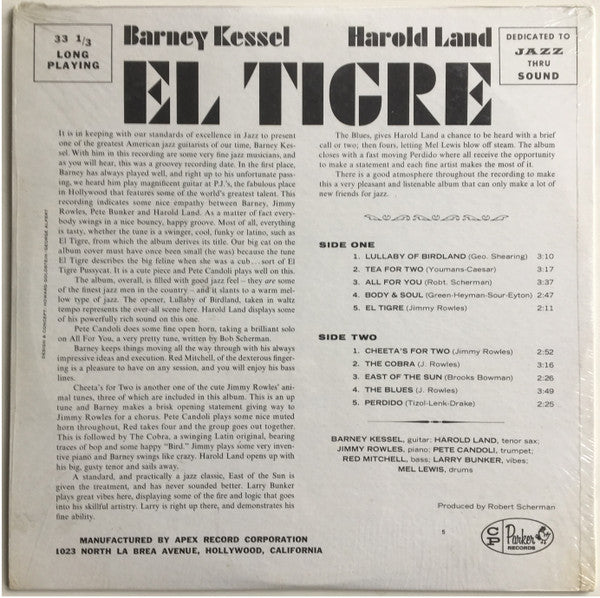 33 1/3
LONG
PLAYING
Barney Kessel
Harold Land
DEDICATED TO
JAZZ
THRU
SOUND
EL TIGRE
It is in keeping with our standards of excellence in Jazz to present
one of the greatest American jazz guitarists of our time, Barney Kes-
sel. With him in this recording are some very fine jazz musicians, and
as you will hear, this was a groovey recording date. In the first place,
Barney has always played well, and right up to his unfortunate pass-
ing, we heard him play magnificent guitar at P.J.'s, the fabulous place
in Hollywood that features some of the world's greatest talent. This
recording indicates some nice empathy between Barney, Jimmy
Rowles, Pete Bunker and Harold Land. As a matter of fact every-
body swings in a nice bouncy, happy groove. Most of all, everything
is tasty, whether the tune is a swinger, cool, funky or latino, such as
El Tigre, from which the album derives its title. Our big cat on the
album cover must have once been small (he was) because the tune
El Tigre describes the big feline when she was a cub...sort of El
Tigre Pussycat. It is a cute piece and Pete Candoli plays well on this.
The album, overall, is filled with good jazz feel – they are some
of the finest jazz men in the country – and it slants to a warm mel-
low type of jazz. The opener, Lullaby of Birdland, taken in waltz
tempo represents the over-all scene here. Harold Land displays some
of his powerfully rich sound on this one.
Pete Candoli does some fine open horn, taking a brilliant solo
on All For You, a very pretty tune, written by Bob Scherman.
Barney keeps things moving all the way through with his always
impressive ideas and execution. Red Mitchell, of the dexterous finger-
ing is a pleasure to have on any session, and you will enjoy his bass
lines.
Cheeta's for Two is another one of the cute Jimmy Rowles' ani-
mal tunes, three of which are included in this album. This is an up
tune and Barney makes a brisk opening statement giving way to
Jimmy Rowles for a chorus. Pete Candoli plays some nice muted
horn throughout, Red takes four and the group goes out together.
This is followed by The Cobra, a swinging Latin original, bearing
traces of bop and some happy "Bird." Jimmy plays some very inven-
tive piano and Barney swings like crazy. Harold Land opens up with
his big, gusty tenor and sails away.
A standard, and practically a jazz classic, East of the Sun is
given the treatment, and has never sounded better. Larry Bunker
plays great vibes here, displaying some of the fire and logic that goes
into his skillful artistry. Larry is right up there, and demonstrates his
fine ability.
The Blues, gives Harold Land a chance to be heard with a brief
call or two; then fours, letting Mel Lewis blow off steam. The album
closes with a fast moving Perdido where all receive the opportunity
to make a statement and each fine artist makes the most of it.
There is a good atmosphere throughout the recording to make
this a very pleasant and listenable album that can only make a lot of
new friends for jazz.
SIDE ONE
1. LULLABY OF BIRDLAND (Geo. Shearing) 3:10
2. TEA FOR TWO (Youmans-Caesar) 3:17
3. ALL FOR YOU (Robt. Scherman) 3:37
4. BODY & SOUL (Green-Heyman-Sour-Eyton) 2:47
5. EL TIGRE (Jimmy Rowles) 2:11
SIDE TWO
1. CHEETA'S FOR TWO (Jimmy Rowles) 2:52
2. THE COBRA (J. Rowles) 3:16
3. EAST OF THE SUN (Brooks Bowman) 2:26
4. THE BLUES (J. Rowles) 3:49
5. PERDIDO (Tizol-Lenk-Drake) 2:25
BARNEY KESSEL, guitar; HAROLD LAND, tenor sax;
JIMMY ROWLES, piano; PETE CANDOLI, trumpet;
RED MITCHELL, bass; LARRY BUNKER, vibes;
MEL LEWIS, drums
DESIGN & CONCEPT: HOWARD GOLDSTEIN/GEORGE ALPERT
Produced by Robert Scherman
MANUFACTURED BY APEX RECORD CORPORATION
1023 NORTH LA BREA AVENUE, HOLLYWOOD, CALIFORNIA
5
CP
Parker
RECORDS